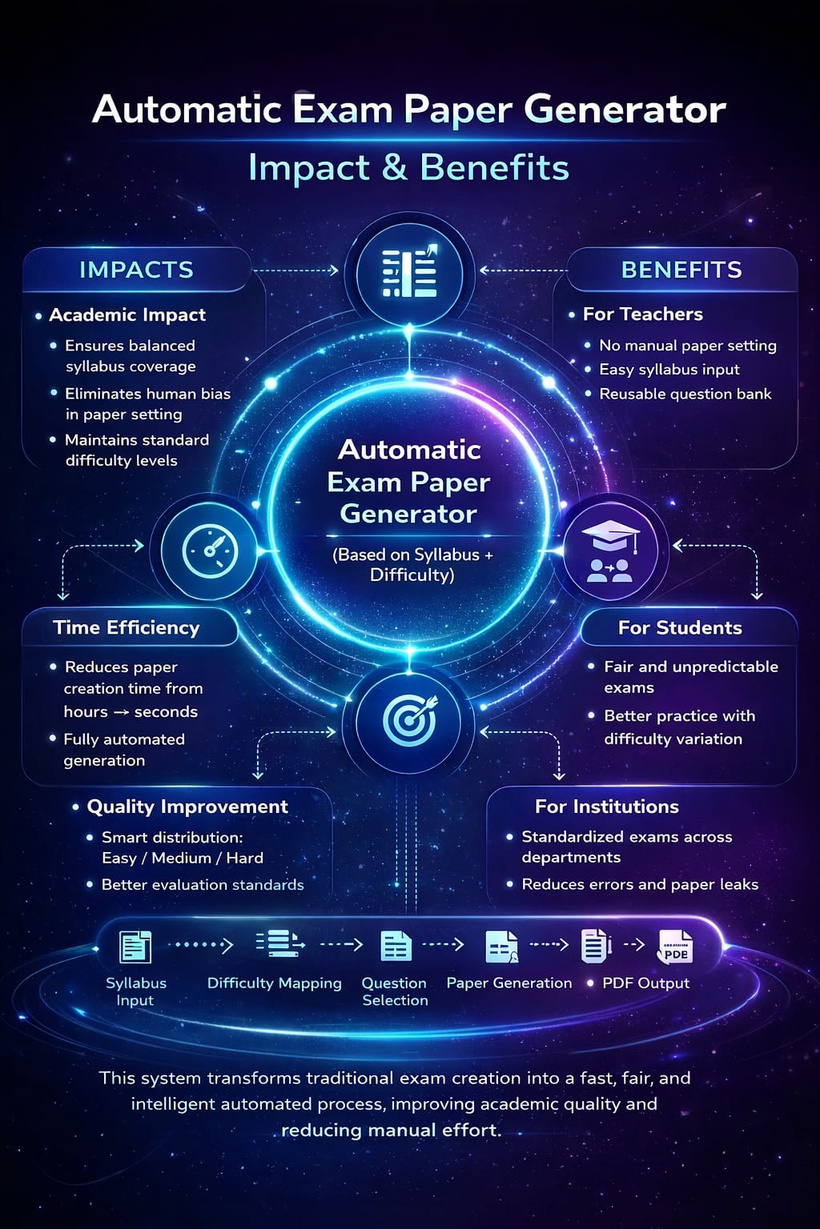 Automatic Exam Paper Generator
Impact & Benefits
IMPACTS
• Academic Impact
• Ensures balanced
syllabus coverage
• Eliminates human bias
in paper setting
• Maintains standard
difficulty levels
BENEFITS
• For Teachers
• No manual paper setting
• Easy syllabus input
• Reusable question bank
Automatic
Exam Paper
Generator
(Based on Syllabus +
Difficulty)
Time Efficiency
• Reduces paper
creation time from
hours → seconds
• Fully automated
generation
For Students
• Fair and unpredictable
exams
• Better practice with
difficulty variation
• Quality Improvement
• Smart distribution:
Easy / Medium / Hard
• Better evaluation standards
For Institutions
• Standardized exams across
departments
• Reduces errors and paper leaks
PDE
Syllabus
Input
Difficulty Mapping
Question
Selection
Paper Generation
• PDF Output
This system transforms traditional exam creation into a fast, fair, and
intelligent automated process, improving academic quality and
reducing manual effort.